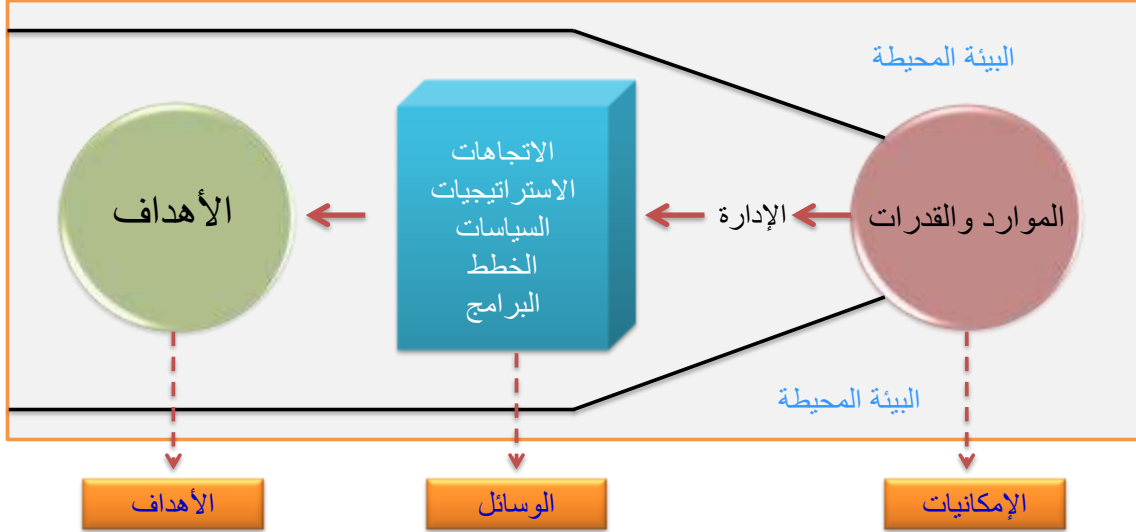 البيئة المحيطة
الموارد والقدرات
الإدارة
الاتجاهات
الاستراتيجيات
السياسات
الخطط
البرامج
الأهداف
البيئة المحيطة
الإمكانيات
الوسائل
الأهداف